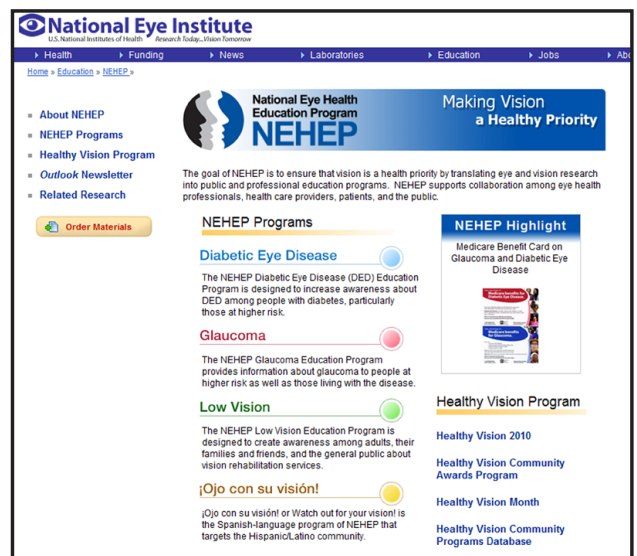 National Eye Institute
U.S. National Institutes of Health Research Today...Vision Tomorrow
Health Funding News Laboratories Education Jobs Abo
Home » Education » NEHEP »
About NEHEP
NEHEP Programs
Healthy Vision Program
Outlook Newsletter
Related Research
Order Materials
National Eye Health
Education Program
NEHEP
Making Vision
a Healthy Priority
The goal of NEHEP is to ensure that vision is a health priority by translating eye and vision research
into public and professional education programs. NEHEP supports collaboration among eye health
professionals, health care providers, patients, and the public.
NEHEP Programs
Diabetic Eye Disease
The NEHEP Diabetic Eye Disease (DED) Education
Program is designed to increase awareness about
DED among people with diabetes, particularly
those at higher risk.
Glaucoma
The NEHEP Glaucoma Education Program
provides information about glaucoma to people at
higher risk as well as those living with the disease.
Low Vision
The NEHEP Low Vision Education Program is
designed to create awareness among adults, their
families and friends, and the general public about
vision rehabilitation services.
¡Ojo con su visión!
¡Ojo con su visión! or Watch out for your vision! is
the Spanish-language program of NEHEP that
targets the Hispanic/Latino community.
NEHEP Highlight
Medicare Benefit Card on
Glaucoma and Diabetic Eye
Disease
Medicare benefits for
Diabetic Eye Disease.
Medicare benefits
for Glaucoma.
Healthy Vision Program
Healthy Vision 2010
Healthy Vision Community
Awards Program
Healthy Vision Month
Healthy Vision Community
Programs Database